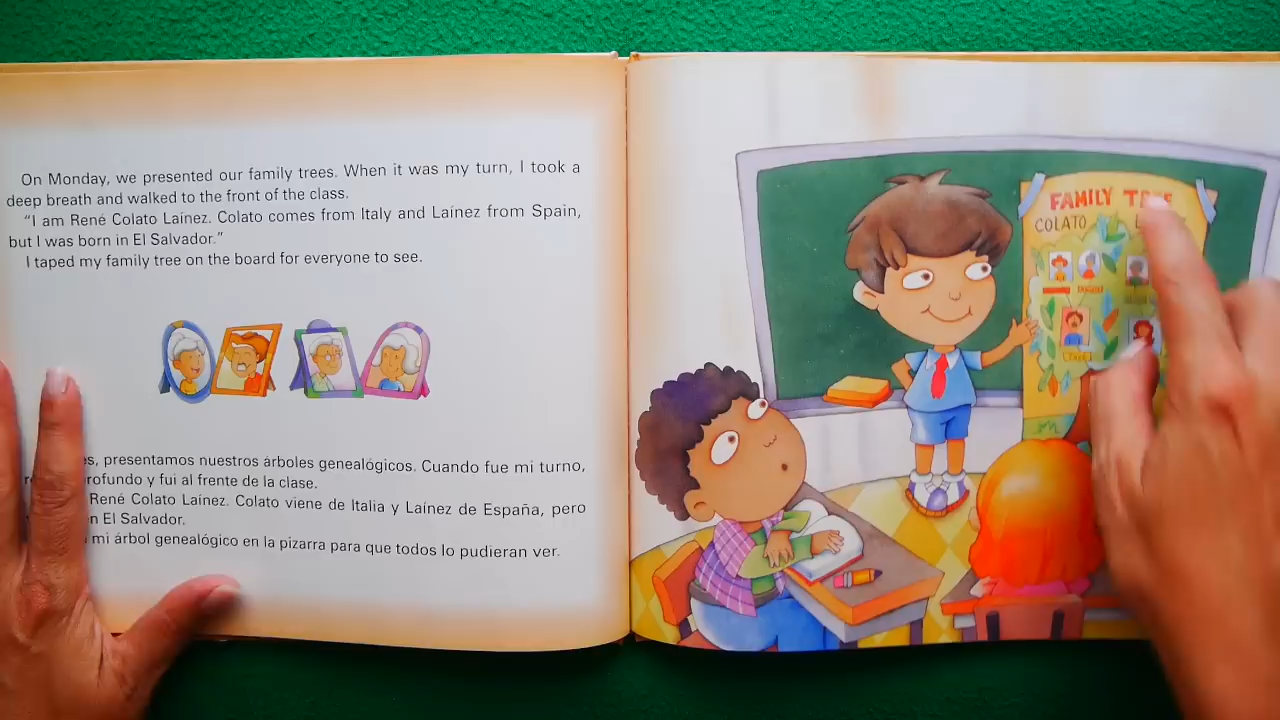 On Monday, we presented our family trees. When it was my turn, I took a
deep breath and walked to the front of the class.
"I am René Colato Laínez. Colato comes from Italy and Laínez from Spain,
but I was born in El Salvador."
I taped my family tree on the board for everyone to see.
presentamos nuestros árboles genealógicos. Cuando fue mi turno,
y fui al frente de la clase.
René Colato Laínez. Colato viene de Italia y Laínez de España, pero
El Salvador.
mi árbol genealógico en la pizarra para que todos lo pudieran ver.
FAMILY
COLATO